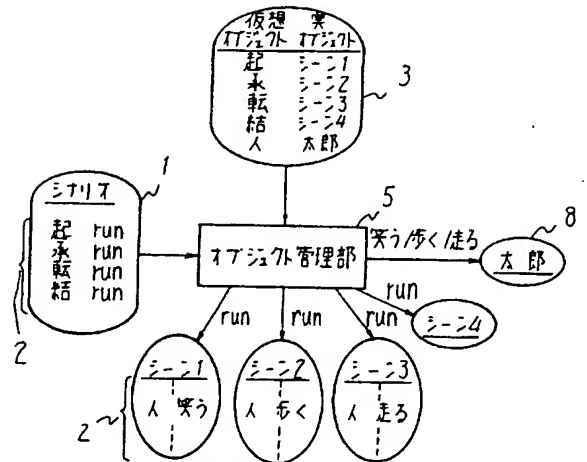 仮想 実
オブジェクト オブジェクト
起 シーン1
承 シーン2
転 シーン3
結 シーン4
人 太郎
3
1
シナリオ
起 run
承 run
転 run
結 run
2
5
オブジェクト管理部
笑う/歩く/走る
8
太郎
run
run
run
run
シーン4
シーン1
人 笑う
シーン2
人 歩く
シーン3
人 走る
2